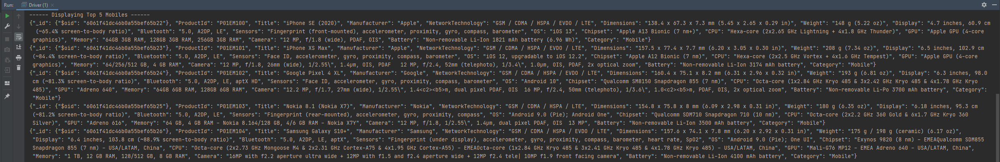 Run: Driver (1)
------ Displaying Top 5 Mobiles ------
{"_id": {"$oid": "6061f41dc46b0a55bef65b22"}, "ProductId": "P01EM100", "Title": "iPhone SE (2020)", "Manufacturer": "Apple", "NetworkTechnology": "GSM / CDMA / HSPA / EVDO / LTE", "Dimensions": "138.4 x 67.3 x 7.3 mm (5.45 x 2.65 x 0.29 in)", "Weight": "148 g (5.22 oz)", "Display": "4.7 inches, 60.9 cm
(~65.4% screen-to-body ratio)", "Bluetooth": "5.0, A2DP, LE", "Sensors": "Fingerprint (front-mounted), accelerometer, proximity, gyro, compass, barometer", "OS": "iOS 13", "Chipset": "Apple A13 Bionic (7 nm+)", "CPU": "Hexa-core (2x2.65 GHz Lightning + 4x1.8 GHz Thunder)", "GPU": "Apple GPU (4-core
graphics)", "Memory": "64GB 3GB RAM, 128GB 3GB RAM, 256GB 3GB RAM", "Camera": "12 MP, f/1.8 (wide), PDAF, OIS", "Battery": "Non-removable Li-Ion 1821 mAh battery (6.96 Wh)", "Category": "Mobile"}
{"_id": {"$oid": "6061f41dc46b0a55bef65b23"}, "ProductId": "P01EM101", "Title": "iPhone XS Max", "Manufacturer": "Apple", "NetworkTechnology": "GSM / CDMA / HSPA / EVDO / LTE", "Dimensions": "157.5 x 77.4 x 7.7 mm (6.20 x 3.05 x 0.30 in)", "Weight": "208 g (7.34 oz)", "Display": "6.5 inches, 102.9 cm
(~84.4% screen-to-body ratio)", "Bluetooth": "5.0, A2DP, LE", "Sensors": "Face ID, accelerometer, gyro, proximity, compass, barometer", "OS": "iOS 12, upgradable to iOS 12.2", "Chipset": "Apple A12 Bionic (7 nm)", "CPU": "Hexa-core (2x2.5 GHz Vortex + 4x1.6 GHz Tempest)", "GPU": "Apple GPU (4-core
graphics)", "Memory": "64/256/512 GB, 4 GB RAM", "Camera": "12 MP, f/1.8, 26mm (wide), 1/2.55\", 1.4µm, OIS, PDAF   12 MP, f/2.4, 52mm (telephoto), 1/3.4\", 1.0µm, OIS, PDAF, 2x optical zoom", "Battery": "Non-removable Li-Ion 3174 mAh battery", "Category": "Mobile"}
{"_id": {"$oid": "6061f41dc46b0a55bef65b24"}, "ProductId": "P01EM102", "Title": "Google Pixel 4 XL", "Manufacturer": "Google", "NetworkTechnology": "GSM / CDMA / HSPA / EVDO / LTE", "Dimensions": "160.4 x 75.1 x 8.2 mm (6.31 x 2.96 x 0.32 in)", "Weight": "193 g (6.81 oz)", "Display": "6.3 inches, 98.0
cm (~81.3% screen-to-body ratio)", "Bluetooth": "5.0, A2DP, LE, aptX HD", "Sensors": "Face ID, accelerometer, gyro, proximity, compass, barometer", "OS": "Android 10", "Chipset": "Qualcomm SM8150 Snapdragon 855 (7 nm)", "CPU": "Octa-core (1x2.84 GHz Kryo 485 & 3x2.42 GHz Kryo 485 & 4x1.78 GHz Kryo
485)", "GPU": "Adreno 640", "Memory": "64GB 6GB RAM, 128GB 6GB RAM", "Camera": "12.2 MP, f/1.7, 27mm (wide), 1/2.55\", 1.4<c2><b5>m, dual pixel PDAF, OIS  16 MP, f/2.4, 50mm (telephoto), 1/3.6\", 1.0<c2><b5>m, PDAF, OIS, 2x optical zoom", "Battery": "Non-removable Li-Po 3700 mAh battery", "Category":
"Mobile"}
{"_id": {"$oid": "6061f41dc46b0a55bef65b25"}, "ProductId": "P01EM103", "Title": "Nokia 8.1 (Nokia X7)", "Manufacturer": "Nokia", "NetworkTechnology": "GSM / CDMA / HSPA / EVDO / LTE", "Dimensions": "154.8 x 75.8 x 8 mm (6.09 x 2.98 x 0.31 in)", "Weight": "180 g (6.35 oz)", "Display": "6.18 inches, 95.3 cm
(~81.2% screen-to-body ratio)", "Bluetooth": "5.0, A2DP, LE", "Sensors": "Fingerprint (rear-mounted), accelerometer, gyro, proximity, compass", "OS": "Android 9.0 (Pie); Android One", "Chipset": "Qualcomm SDM710 Snapdragon 710 (10 nm)", "CPU": "Octa-core (2x2.2 GHz 360 Gold & 6x1.7 GHz Kryo 360
Silver)", "GPU": "Adreno 616", "Memory": "64 GB, 4 GB RAM – Nokia 8.164/128 GB, 4/6 GB RAM – Nokia X7Y", "Camera": "12 MP, f/1.8, 1/2.55\", 1.4µm, dual pixel PDAF, OIS  13 MP", "Battery": "Non-removable Li-Ion 3500 mAh battery", "Category": "Mobile"}
{"_id": {"$oid": "6061f41dc46b0a55bef65b26"}, "ProductId": "P01EM104", "Title": "Samsung Galaxy S10+", "Manufacturer": "Samsung", "NetworkTechnology": "GSM / CDMA / HSPA / EVDO / LTE", "Dimensions": "157.6 x 74.1 x 7.8 mm (6.20 x 2.92 x 0.31 in)", "Weight": "175 g / 198 g (ceramic) (6.17 oz)",
"Display": "6.4 inches, 103.8 cm (~88.9% screen-to-body ratio)", "Bluetooth": "5.0, A2DP, LE, aptX", "Sensors": "Fingerprint (under display), accelerometer, gyro, proximity, compass, barometer, heart rate, SpO2", "OS": "Android 9.0 (Pie); One UI", "Chipset": "Exynos 9820 (8 nm) – EMEAQualcomm SDM855
Snapdragon 855 (7 nm) – USA/LATAM, China", "CPU": "Octa-core (2x2.73 GHz Mongoose M4 & 2x2.31 GHz Cortex-A75 & 4x1.95 GHz Cortex-A55) – EMEAOcta-core (1x2.84 GHz Kryo 485 & 3x2.41 GHz Kryo 485 & 4x1.78 GHz Kryo 485) – USA/LATAM, China", "GPU": "Mali-G76 MP12 – EMEA Adreno 640 – USA/LATAM, China",
"Memory": "1 TB, 12 GB RAM, 128/512 GB, 8 GB RAM", "Camera": "16MP with f2.2 aperture ultra wide + 12MP with f1.5 and f2.4 aperture wide + 12MP f2.4 tele| 10MP f1.9 front facing camera", "Battery": "Non-removable Li-Ion 4100 mAh battery", "Category": "Mobile"}